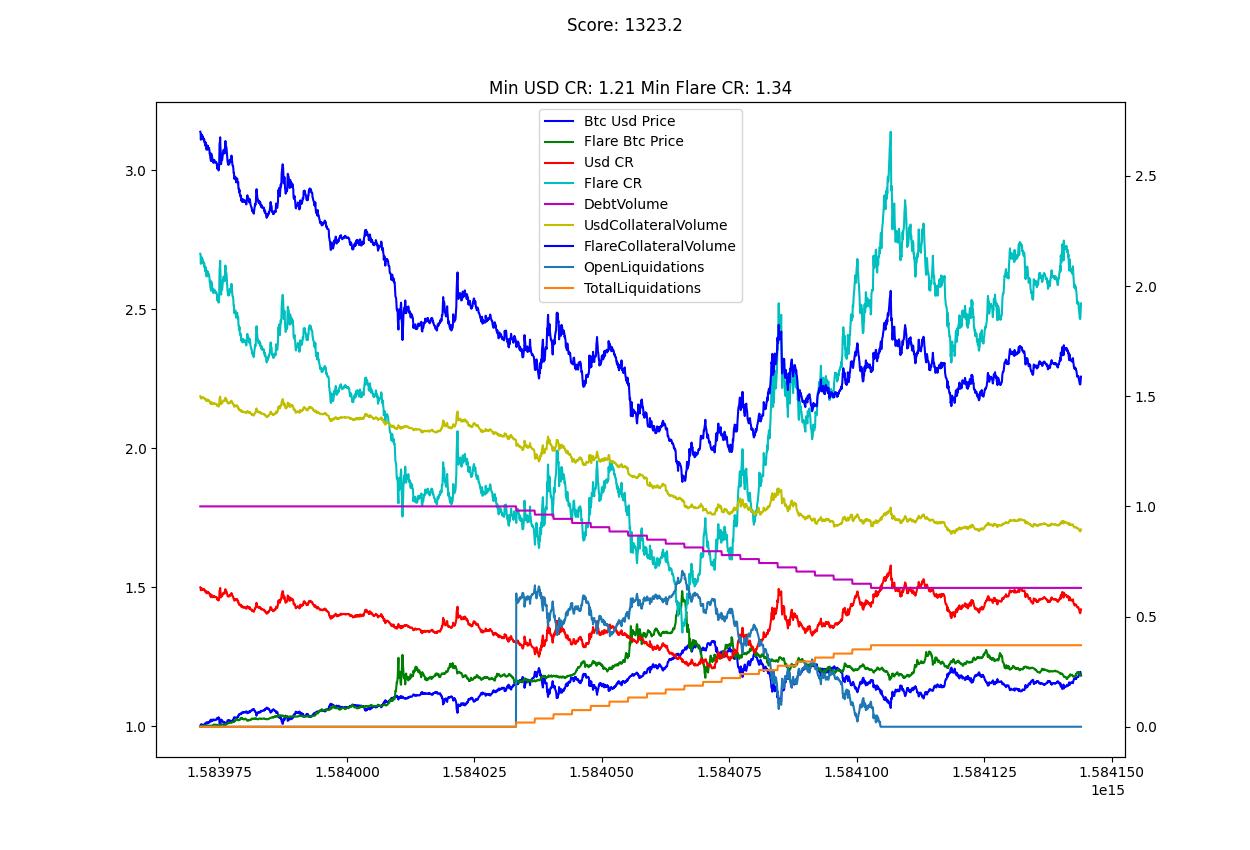 Score: 1323.2
Min USD CR: 1.21 Min Flare CR: 1.34
Btc Usd Price
Flare Btc Price
Usd CR
Flare CR
DebtVolume
UsdCollateralVolume
FlareCollateralVolume
OpenLiquidations
TotalLiquidations
3.0
2.5
2.0
1.5
1.0
2.5
2.0
1.5
1.0
0.5
0.0
1.583975
1.584000
1.584025
1.584050
1.584075
1.584100
1.584125
1.584150
1e15